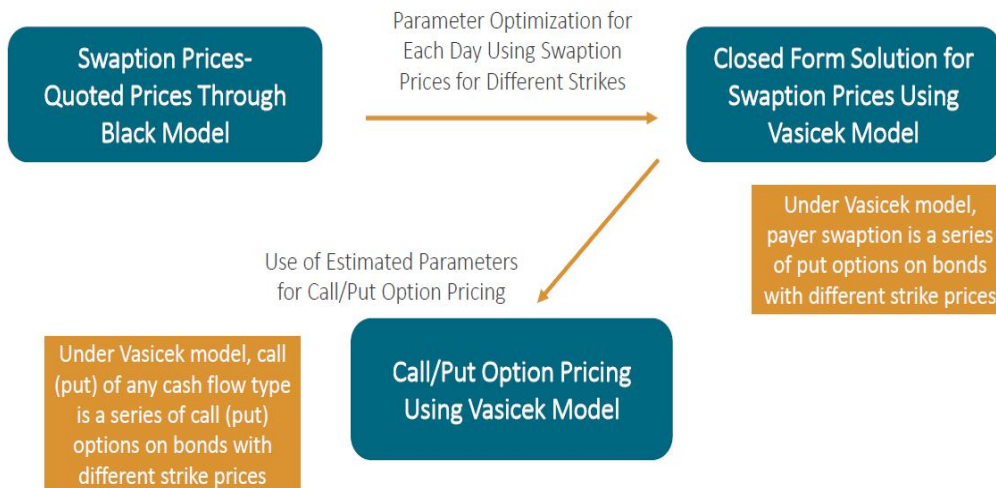 Parameter Optimization for
Each Day Using Swaption
Prices for Different Strikes
Swaption Prices-
Quoted Prices Through
Black Model
Closed Form Solution for
Swaption Prices Using
Vasicek Model
Under Vasicek model,
payer swaption is a series
of put options on bonds
with different strike prices
Use of Estimated Parameters
for Call/Put Option Pricing
Under Vasicek model, call
(put) of any cash flow type
is a series of call (put)
options on bonds with
different strike prices
Call/Put Option Pricing
Using Vasicek Model